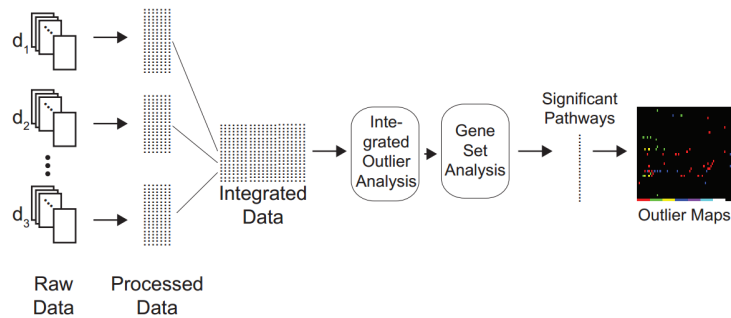 d1
d2
d3
Raw
Data
Processed
Data
Integrated
Data
Inte-
grated
Outlier
Analysis
Gene
Set
Analysis
Significant
Pathways
Outlier Maps